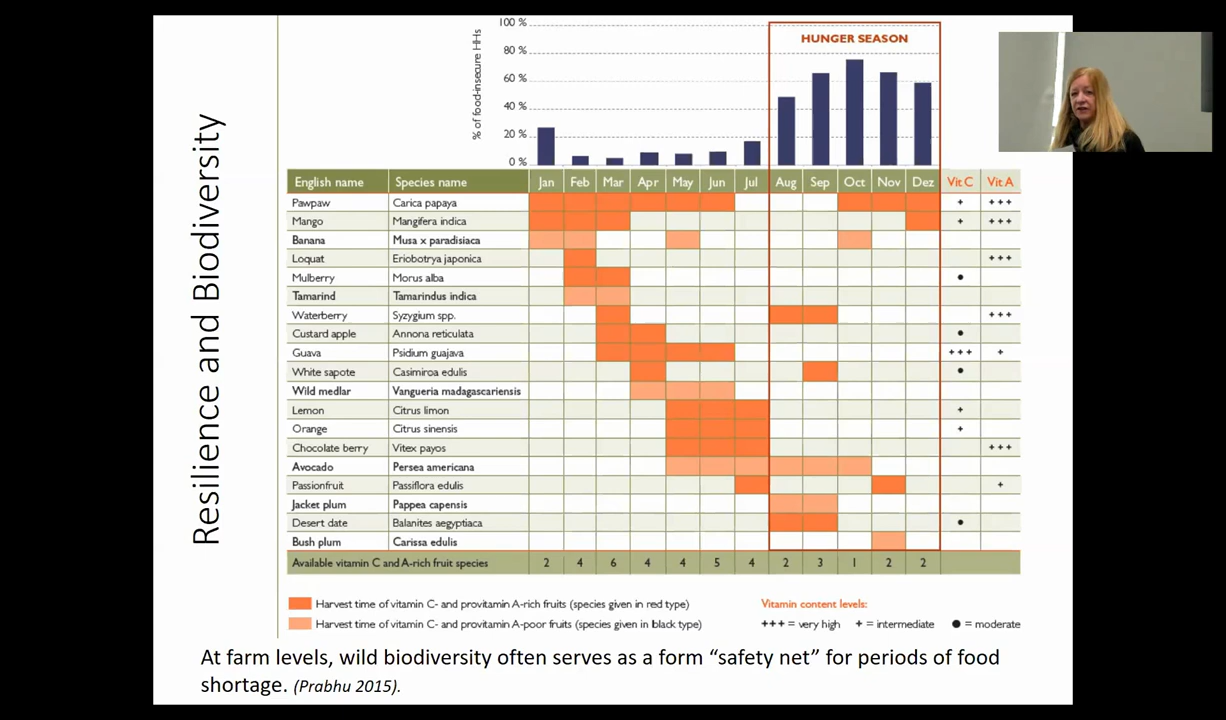 Resilience and Biodiversity
% of food-insecure HHs
100 %
80 %
60 %
40 %
20 %
0 %
HUNGER SEASON
English name Species name Jan Feb Mar Apr May Jun Jul Aug Sep Oct Nov Dez Vit C Vit A
Pawpaw Carica papaya + +++
Mango Mangifera indica + +++
Banana Musa x paradisiaca
Loquat Eriobotrya japonica +++
Mulberry Morus alba ●
Tamarind Tamarindus indica
Waterberry Syzygium spp. +++
Custard apple Annona reticulata ●
Guava Psidium guajava +++ +
White sapote Casimiroa edulis ●
Wild medlar Vangueria madagascariensis
Lemon Citrus limon +
Orange Citrus sinensis +
Chocolate berry Vitex payos +++
Avocado Persea americana
Passionfruit Passiflora edulis +
Jacket plum Pappea capensis
Desert date Balanites aegyptiaca ●
Bush plum Carissa edulis
Available vitamin C and A-rich fruit species 2 4 6 4 4 5 4 2 3 1 2 2
Harvest time of vitamin C- and provitamin A-rich fruits (species given in red type)
Harvest time of vitamin C- and provitamin A-poor fruits (species given in black type)
Vitamin content levels:
+++ = very high + = intermediate ● = moderate
At farm levels, wild biodiversity often serves as a form “safety net” for periods of food
shortage. (Prabhu 2015).